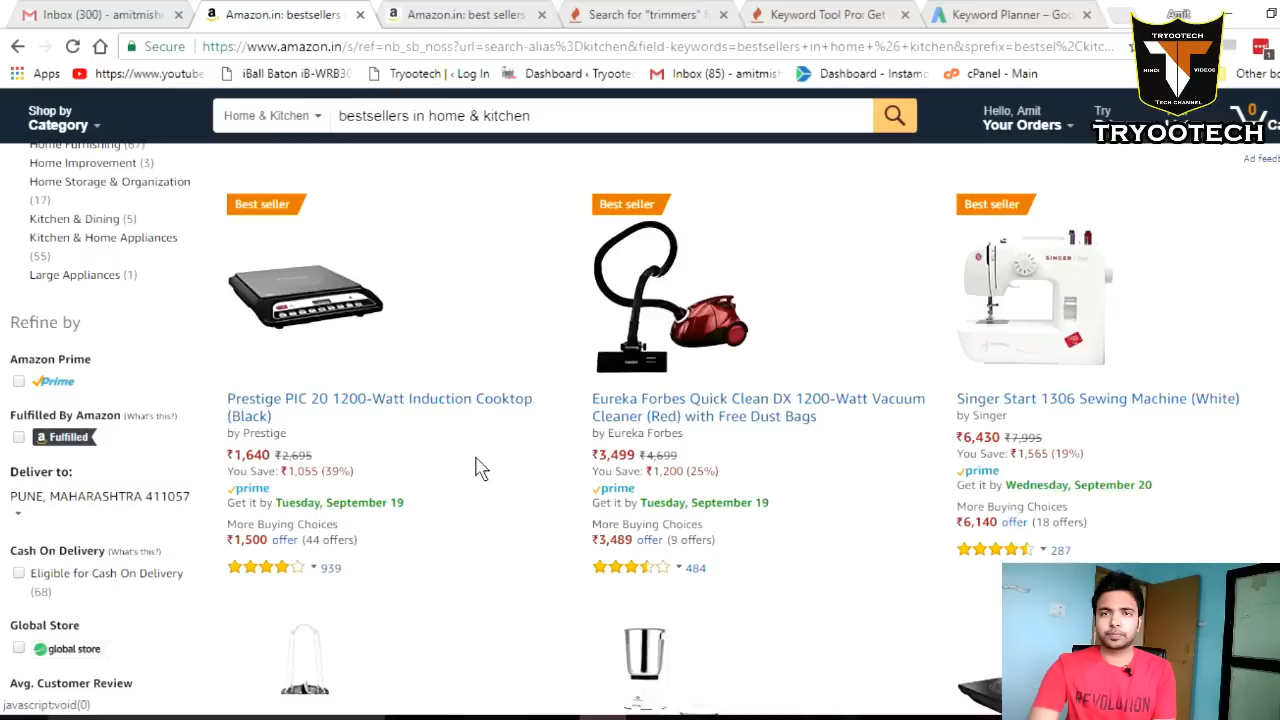 Inbox (300) - amitmish
Amazon.in: bestsellers
Amazon.in: best sellers
Search for "trimmers" f
Keyword Tool Pro: Get
Keyword Planner – Goo
Amit
Secure
https://www.amazon.in/s/ref=nb_sb_noss?url=search-alias%3Dkitchen&field-keywords=bestsellers+in+home+%26+kitchen&sprefix=bestsel%2Ckitc...
Apps
https://www.youtube
iBall Baton iB-WRB30
Tryootech | ‹ Log In
Dashboard ‹ Tryootec
Inbox (85) - amitmish
Dashboard - Instamo
cPanel - Main
Other bo
TRYOOTECH
HINDI
VIDEOS
TECH CHANNEL
TRYOOTECH
Shop by
Category
Home & Kitchen
bestsellers in home & kitchen
Hello, Amit
Your Orders
Try
0
Ca
Ad feedb
Home Furnishing (67)
Home Improvement (3)
Home Storage & Organization
(17)
Kitchen & Dining (5)
Kitchen & Home Appliances
(55)
Large Appliances (1)
Refine by
Amazon Prime
Prime
Fulfilled By Amazon (What's this?)
a Fulfilled
Deliver to:
PUNE, MAHARASHTRA 411057
Cash On Delivery (What's this?)
Eligible for Cash On Delivery
(68)
Global Store
global store
Avg. Customer Review
javascript:void(0)
Best seller
Prestige PIC 20 1200-Watt Induction Cooktop
(Black)
by Prestige
₹1,640 ₹2,695
You Save: ₹1,055 (39%)
prime
Get it by Tuesday, September 19
More Buying Choices
₹1,500 offer (44 offers)
939
Best seller
Eureka Forbes Quick Clean DX 1200-Watt Vacuum
Cleaner (Red) with Free Dust Bags
by Eureka Forbes
₹3,499 ₹4,699
You Save: ₹1,200 (25%)
prime
Get it by Tuesday, September 19
More Buying Choices
₹3,489 offer (9 offers)
484
Best seller
SINGER
Singer Start 1306 Sewing Machine (White)
by Singer
₹6,430 ₹7,995
You Save: ₹1,565 (19%)
prime
Get it by Wednesday, September 20
More Buying Choices
₹6,140 offer (18 offers)
287
REVOLUTION